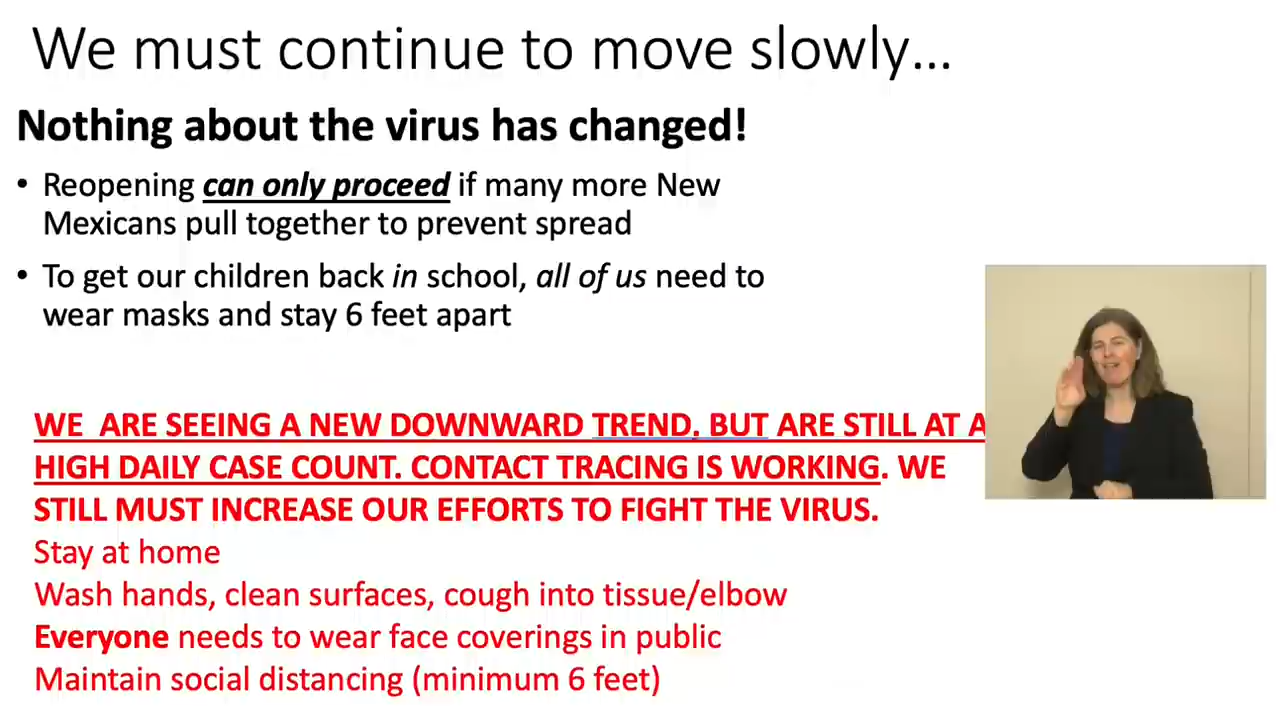 We must continue to move slowly...
Nothing about the virus has changed!
• Reopening can only proceed if many more New
Mexicans pull together to prevent spread
• To get our children back in school, all of us need to
wear masks and stay 6 feet apart
WE ARE SEEING A NEW DOWNWARD TREND, BUT ARE STILL AT A
HIGH DAILY CASE COUNT. CONTACT TRACING IS WORKING. WE
STILL MUST INCREASE OUR EFFORTS TO FIGHT THE VIRUS.
Stay at home
Wash hands, clean surfaces, cough into tissue/elbow
Everyone needs to wear face coverings in public
Maintain social distancing (minimum 6 feet)